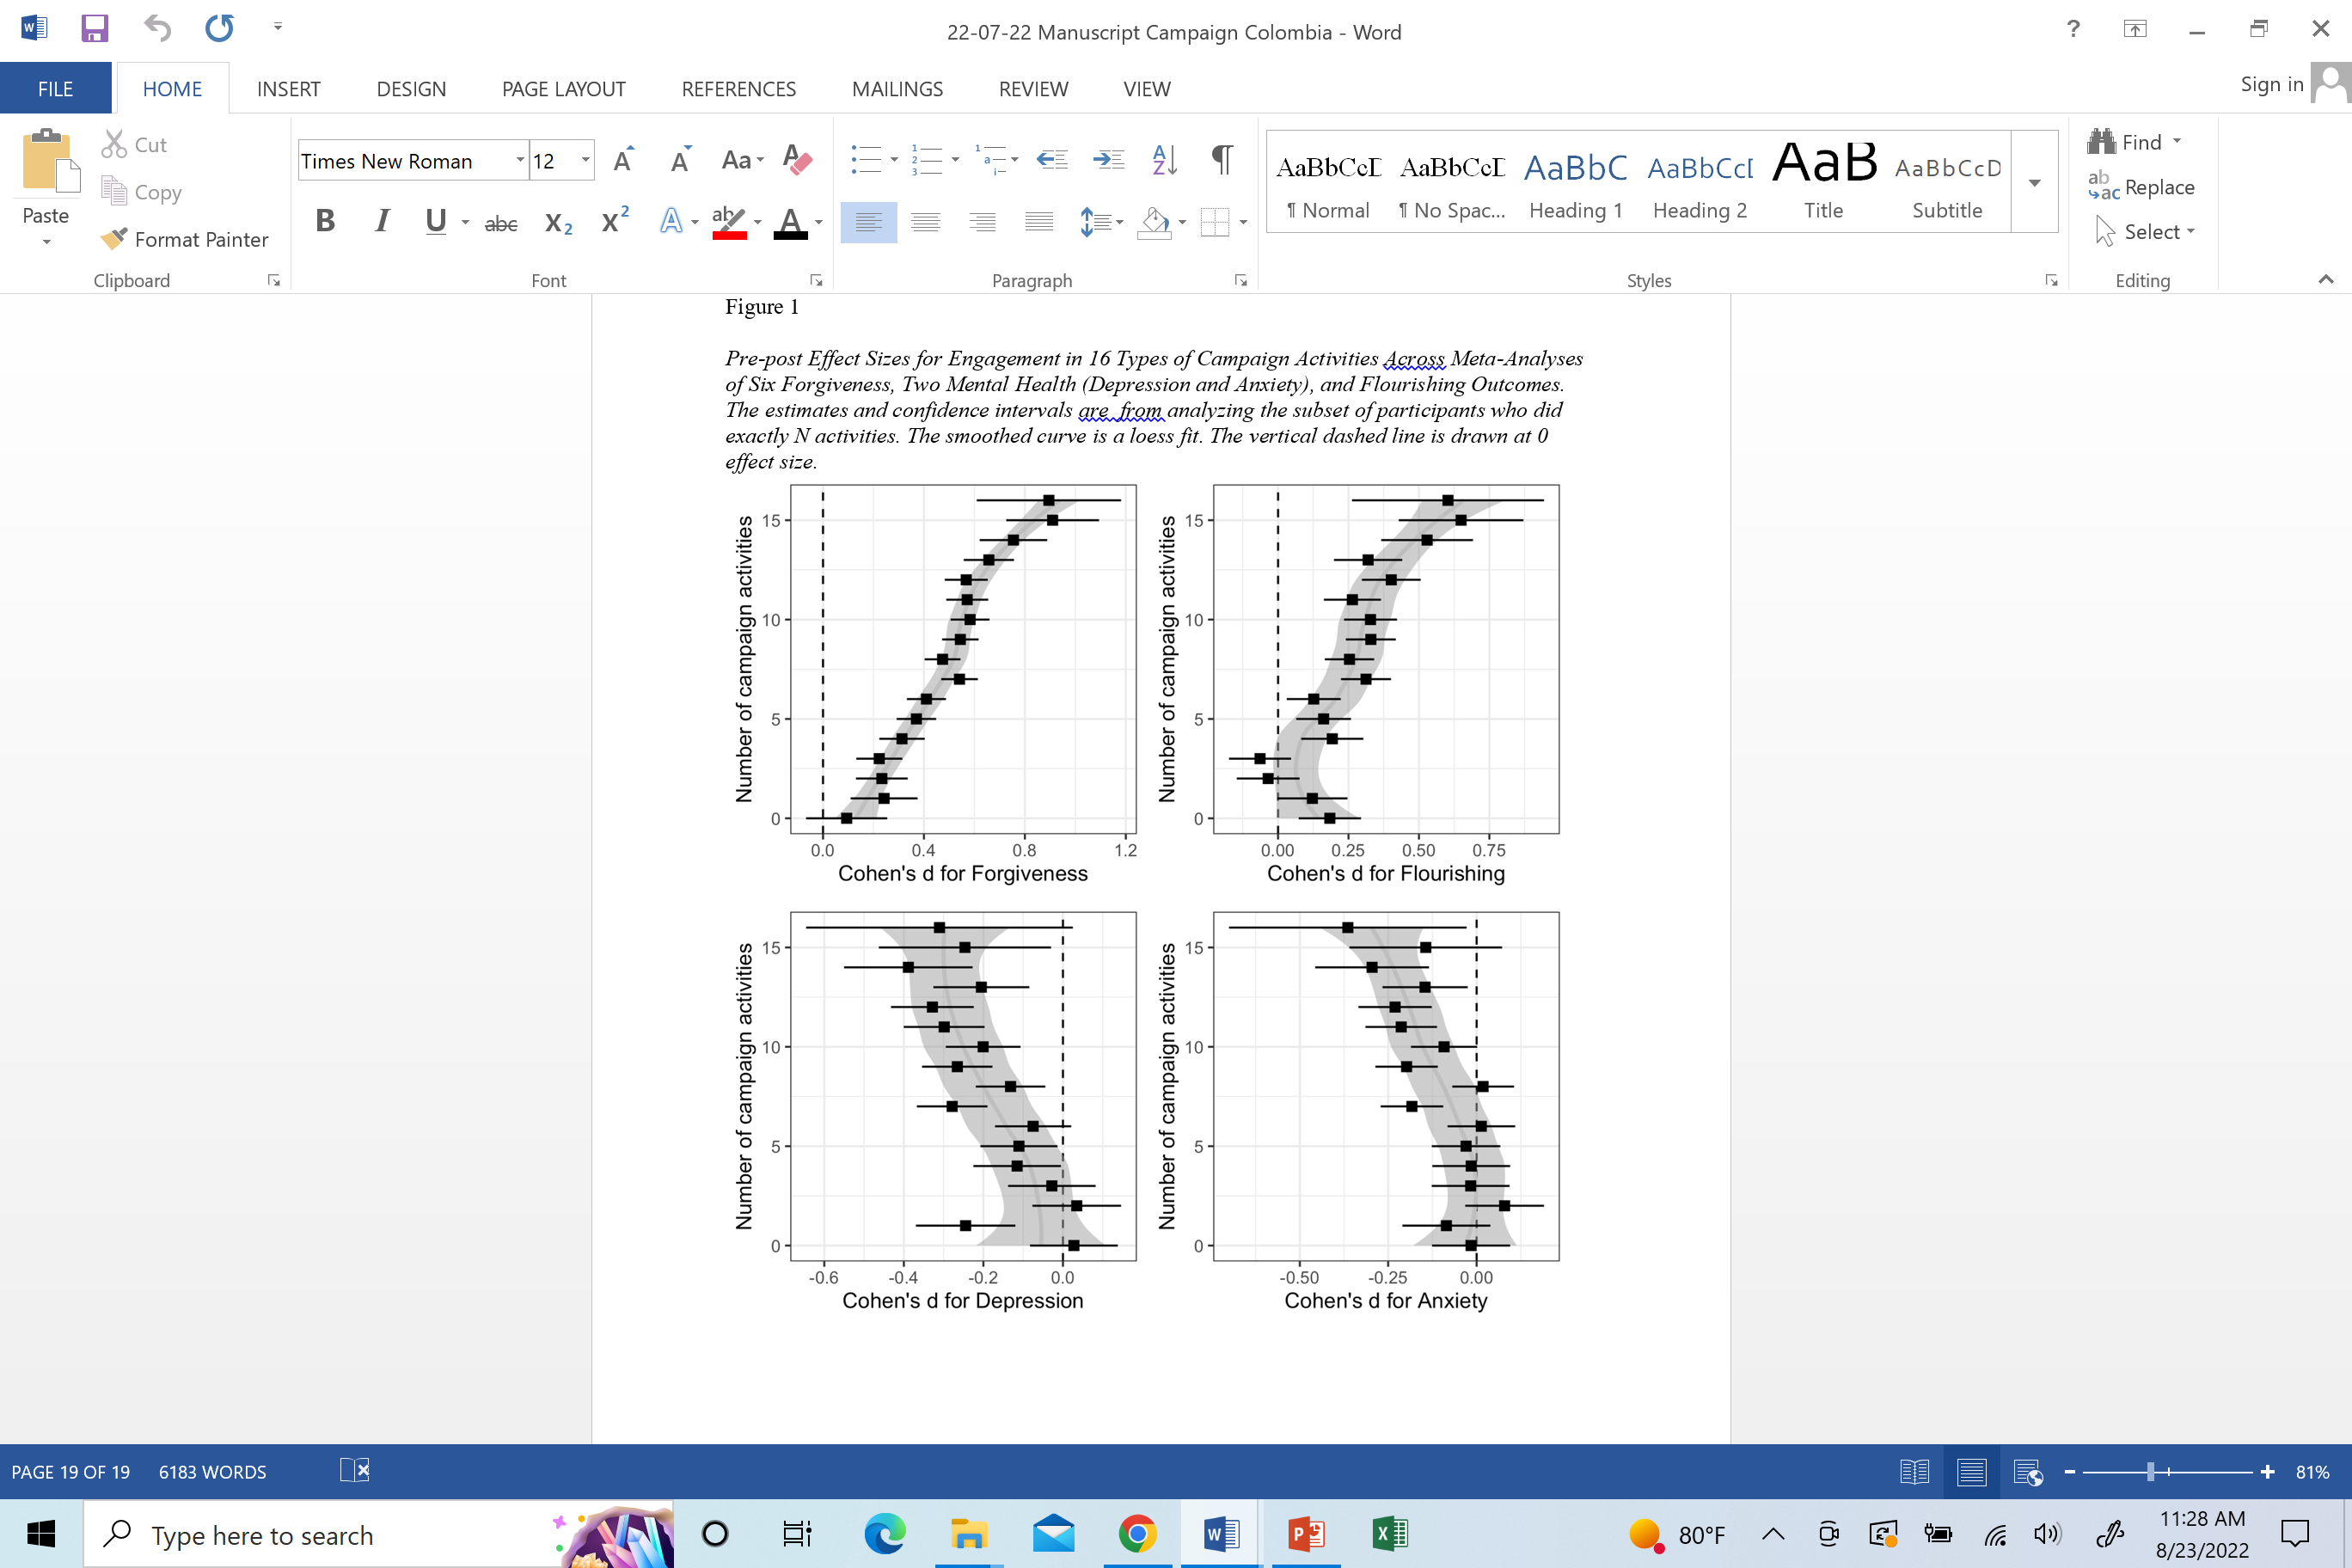 22-07-22 Manuscript Campaign Colombia - Word
?
FILE
HOME
INSERT
DESIGN
PAGE LAYOUT
REFERENCES
MAILINGS
REVIEW
VIEW
Sign in
Paste
Cut
Copy
Format Painter
Clipboard
Times New Roman
12
Aa
B I U abc X2 X2 A ab A
Font
Paragraph
AaBbCcD
¶ Normal
AaBbCcD
¶ No Spac...
AaBbC
Heading 1
AaBbCcI
Heading 2
AaB
Title
AaBbCcD
Subtitle
Styles
Find
Replace
Select
Editing
Figure 1
Pre-post Effect Sizes for Engagement in 16 Types of Campaign Activities Across Meta-Analyses
of Six Forgiveness, Two Mental Health (Depression and Anxiety), and Flourishing Outcomes.
The estimates and confidence intervals are from analyzing the subset of participants who did
exactly N activities. The smoothed curve is a loess fit. The vertical dashed line is drawn at 0
effect size.
Number of campaign activities
15
10
5
0
0.0 0.4 0.8 1.2
Cohen's d for Forgiveness
Number of campaign activities
15
10
5
0
0.00 0.25 0.50 0.75
Cohen's d for Flourishing
Number of campaign activities
15
10
5
0
-0.6 -0.4 -0.2 0.0
Cohen's d for Depression
Number of campaign activities
15
10
5
0
-0.50 -0.25 0.00
Cohen's d for Anxiety
PAGE 19 OF 19
6183 WORDS
81%
Type here to search
80°F
11:28 AM
8/23/2022